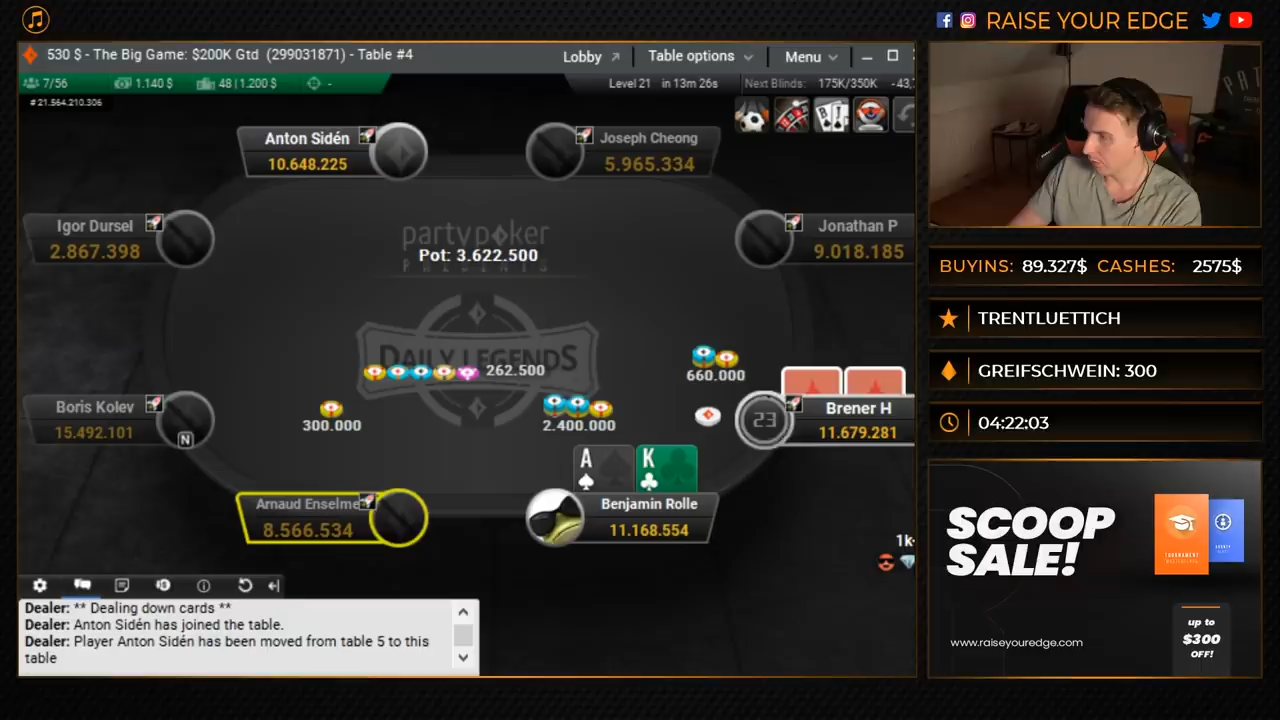 RAISE YOUR EDGE
530 $ - The Big Game: $200K Gtd (299031871) - Table #4
Lobby
Table options
Menu
7/56
1.140 $
48 | 1.200 $
-
Level 21 in 13m 26s
Next Blinds: 175K/350K -43,
# 21.564.210.306
Anton Sidén
10.648.225
Joseph Cheong
5.965.334
Igor Dursel
2.867.398
partypoker
PRESENTS
Pot: 3.622.500
Jonathan P
9.018.185
BUYINS: 89.327$ CASHES: 2575$
TRENTLUETTICH
DAILY LEGENDS
262.500
660.000
GREIFSCHWEIN: 300
Boris Kolev
15.492.101
N
300.000
2.400.000
23
Brener H
11.679.281
04:22:03
A
K
Arnaud Enselme
8.566.534
Benjamin Rolle
11.168.554
1k
SCOOP
SALE!
Dealer: ** Dealing down cards **
Dealer: Anton Sidén has joined the table.
Dealer: Player Anton Sidén has been moved from table 5 to this
table
www.raiseyouredge.com
up to
$300
OFF!